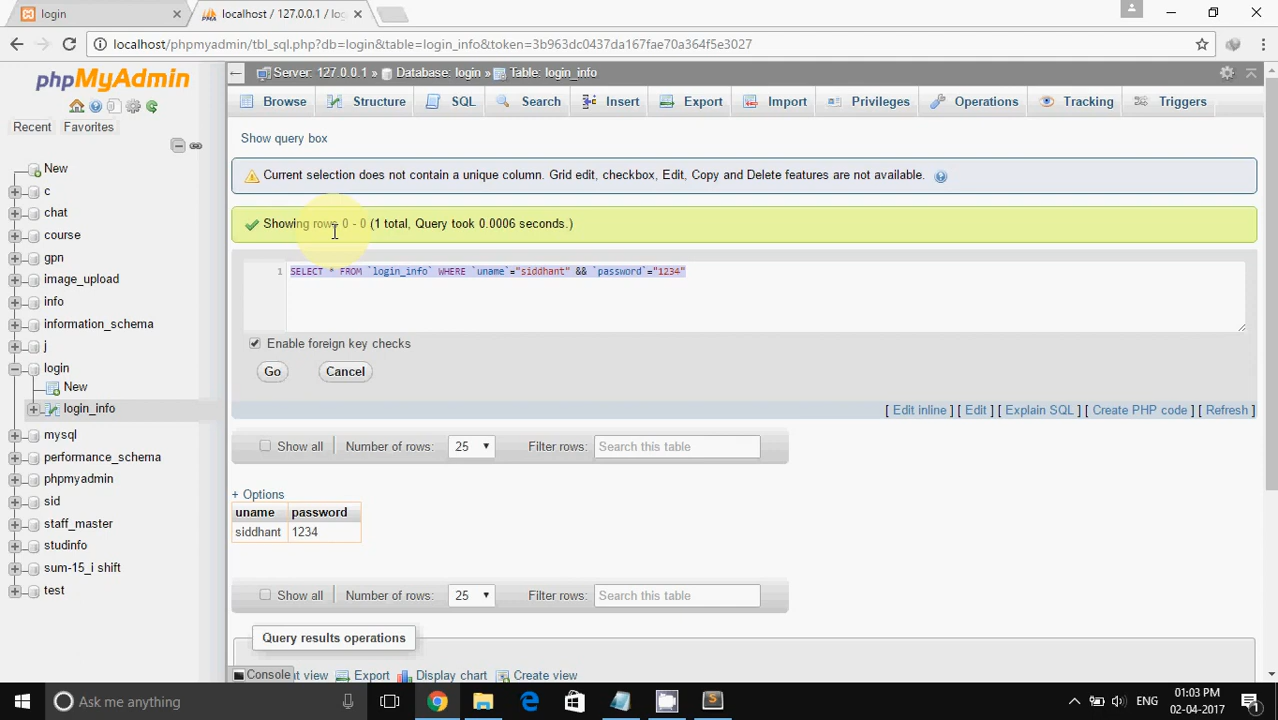 login
localhost / 127.0.0.1 / log
localhost/phpmyadmin/tbl_sql.php?db=login&table=login_info&token=3b963dc0437da167fae70a364f5e3027
phpMyAdmin
Recent Favorites
New
c
chat
course
gpn
image_upload
info
information_schema
j
login
New
login_info
mysql
performance_schema
phpmyadmin
sid
staff_master
studinfo
sum-15_i shift
test
Server: 127.0.0.1 » Database: login » Table: login_info
Browse Structure SQL Search Insert Export Import Privileges Operations Tracking Triggers
Show query box
Current selection does not contain a unique column. Grid edit, checkbox, Edit, Copy and Delete features are not available.
Showing rows 0 - 0 (1 total, Query took 0.0006 seconds.)
1 SELECT * FROM `login_info` WHERE `uname`="siddhant" && `password`="1234"
Enable foreign key checks
Go Cancel
[ Edit inline ] [ Edit ] [ Explain SQL ] [ Create PHP code ] [ Refresh ]
Show all Number of rows: 25 Filter rows: Search this table
+ Options
uname password
siddhant 1234
Show all Number of rows: 25 Filter rows: Search this table
Query results operations
Console nt view Export Display chart Create view
Ask me anything
ENG
01:03 PM
02-04-2017